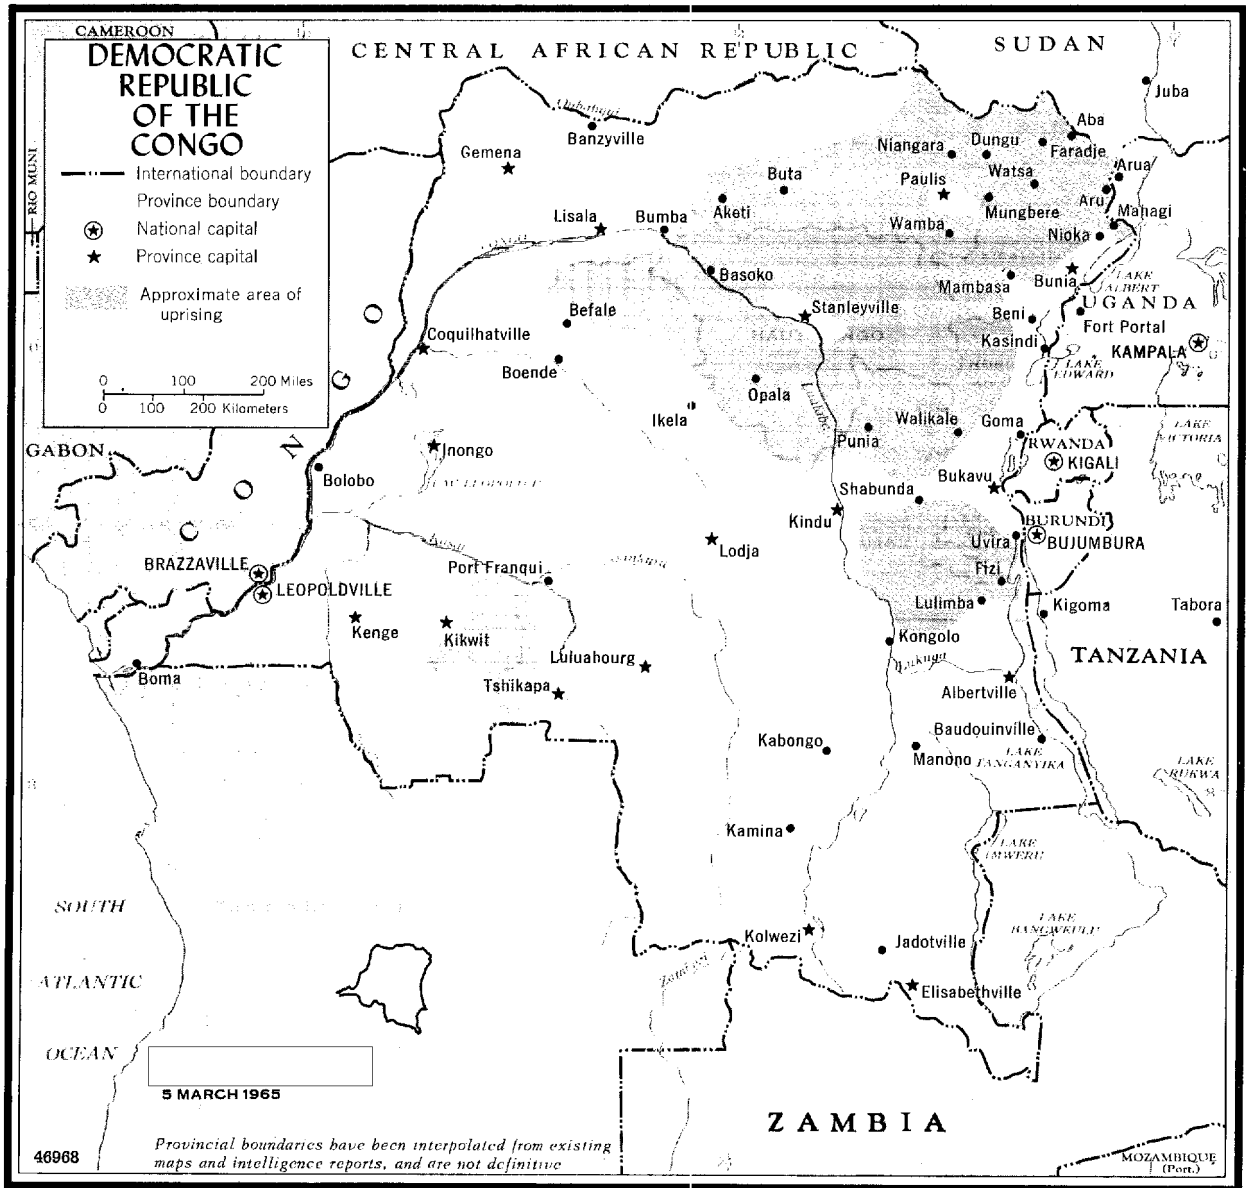 CAMEROON
DEMOCRATIC
REPUBLIC
OF THE
CONGO
International boundary
Province boundary
National capital
Province capital
Approximate area of
uprising
0 100 200 Miles
0 100 200 Kilometers
CENTRAL AFRICAN REPUBLIC
SUDAN
Juba
RIO MUNI
Banzyville
Gemena
Aba
Niangara
Dungu
Faradje
Buta
Paulis
Watsa
Arua
Aketi
Mungbere
Aru
Mahagi
Lisala
Bumba
Wamba
Nioka
Basoko
Mambasa
Bunia
LAKE
ALBERT
UGANDA
Befale
Stanleyville
Beni
Fort Portal
Coquilhatville
Kasindi
KAMPALA
Boende
LAKE
EDWARD
Opala
Lualaba
Ikela
Punia
Walikale
Goma
LAKE
VICTORIA
GABON
CONGO
RWANDA
KIGALI
Inongo
Bolobo
Shabunda
Bukavu
Kindu
BURUNDI
BUJUMBURA
Uvira
Lodja
Kasai
BRAZZAVILLE
LEOPOLDVILLE
Port Franqui
Fizi
Lulimba
Kigoma
Tabora
Kenge
Kikwit
Kongolo
Lukuga
TANZANIA
Boma
Luluabourg
Tshikapa
Albertville
Kabongo
Baudouinville
Manono
LAKE
TANGANYIKA
LAKE
RUKWA
Kamina
LAKE
MWERU
SOUTH
ATLANTIC
OCEAN
LAKE
BANGWEULU
Kolwezi
Jadotville
Zambezi
Elisabethville
5 MARCH 1965
ZAMBIA
46968
Provincial boundaries have been interpolated from existing
maps and intelligence reports, and are not definitive
MOZAMBIQUE
(Port.)